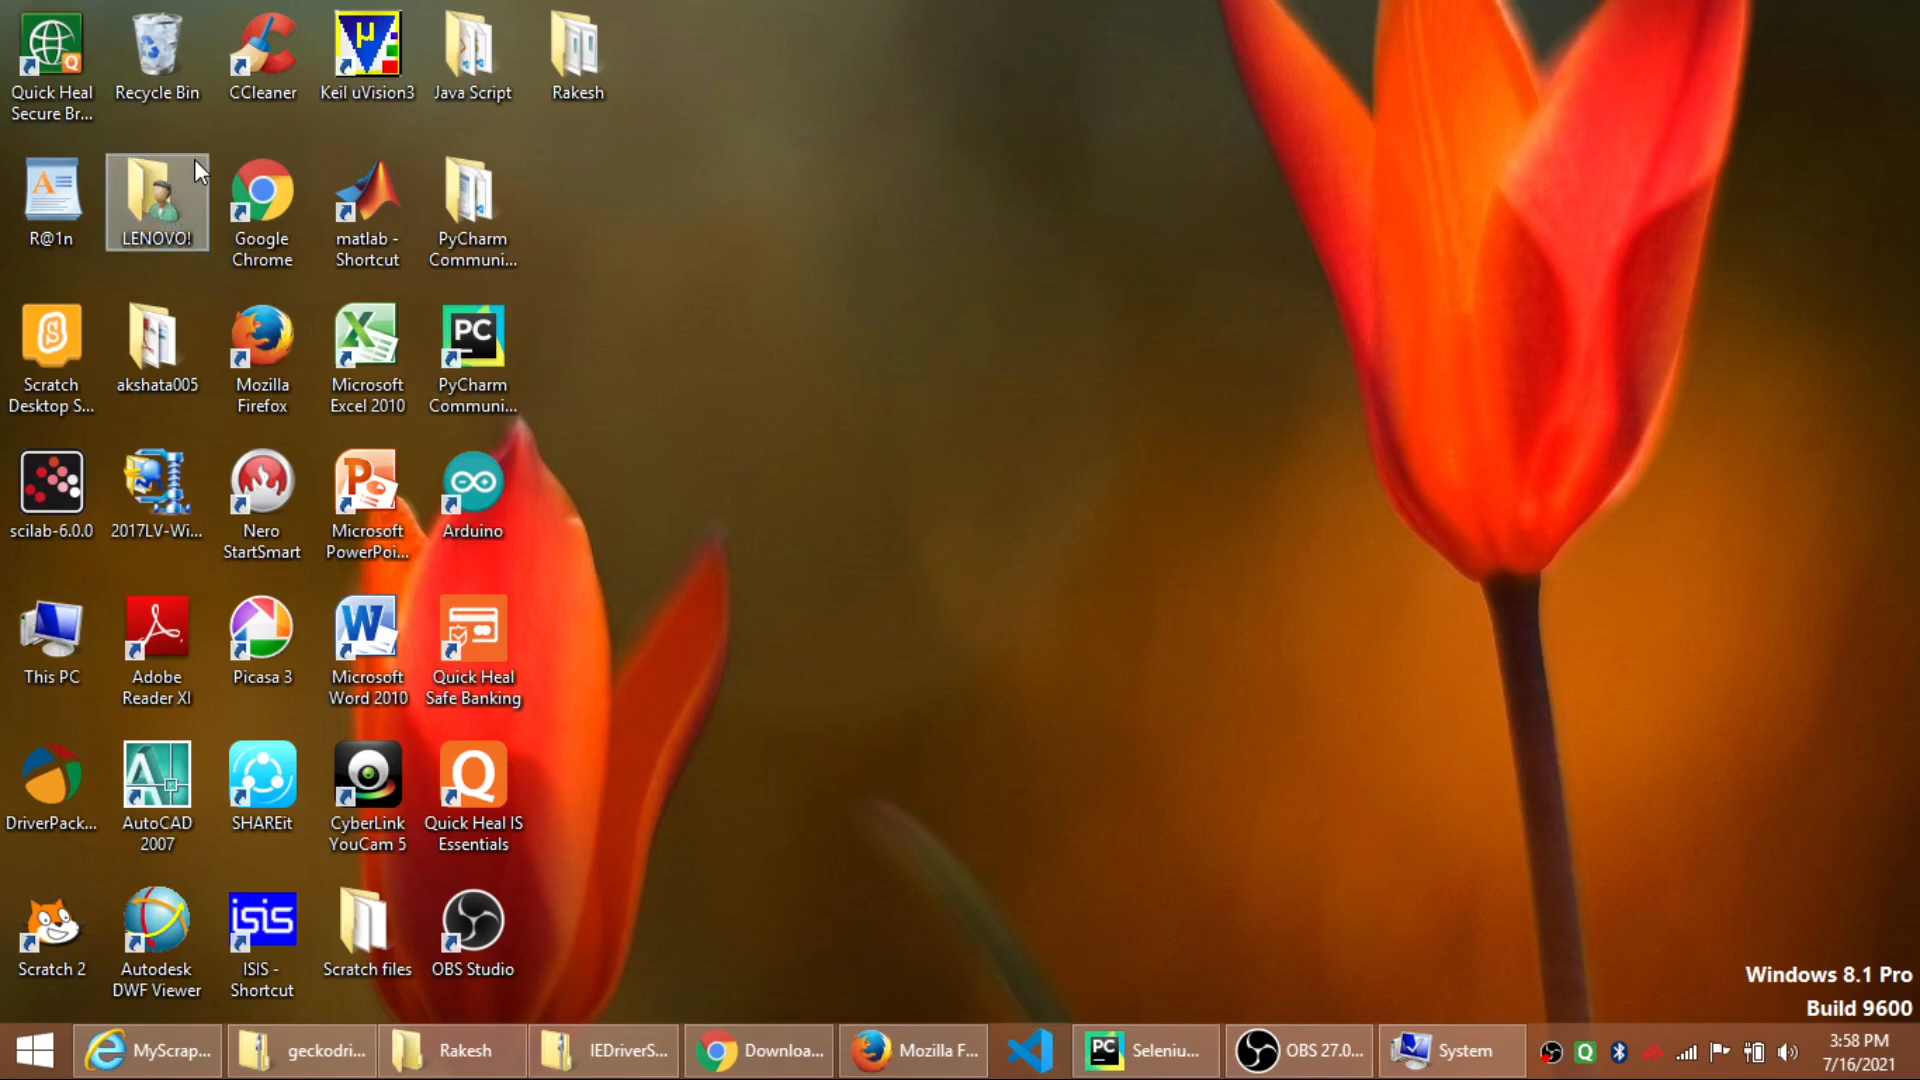 Quick Heal
Secure Br...
Recycle Bin
CCleaner
µ
Keil uVision3
Java Script
Rakesh
R@1n
LENOVO!
Google
Chrome
matlab -
Shortcut
PyCharm
Communi...
Scratch
Desktop S...
akshata005
Mozilla
Firefox
Microsoft
Excel 2010
PC
PyCharm
Communi...
scilab-6.0.0
2017LV-Wi...
Nero
StartSmart
Microsoft
PowerPoi...
Arduino
This PC
Adobe
Reader XI
Picasa 3
W
Microsoft
Word 2010
Quick Heal
Safe Banking
DriverPack...
AutoCAD
2007
SHAREit
CyberLink
YouCam 5
Q
Quick Heal IS
Essentials
Scratch 2
Autodesk
DWF Viewer
isis
ISIS -
Shortcut
Scratch files
OBS Studio
Windows 8.1 Pro
Build 9600
MyScrap...
geckodri...
Rakesh
IEDriverS...
Downloa...
Mozilla F...
PC
Seleniu...
OBS 27.0...
System
Q
3:58 PM
7/16/2021